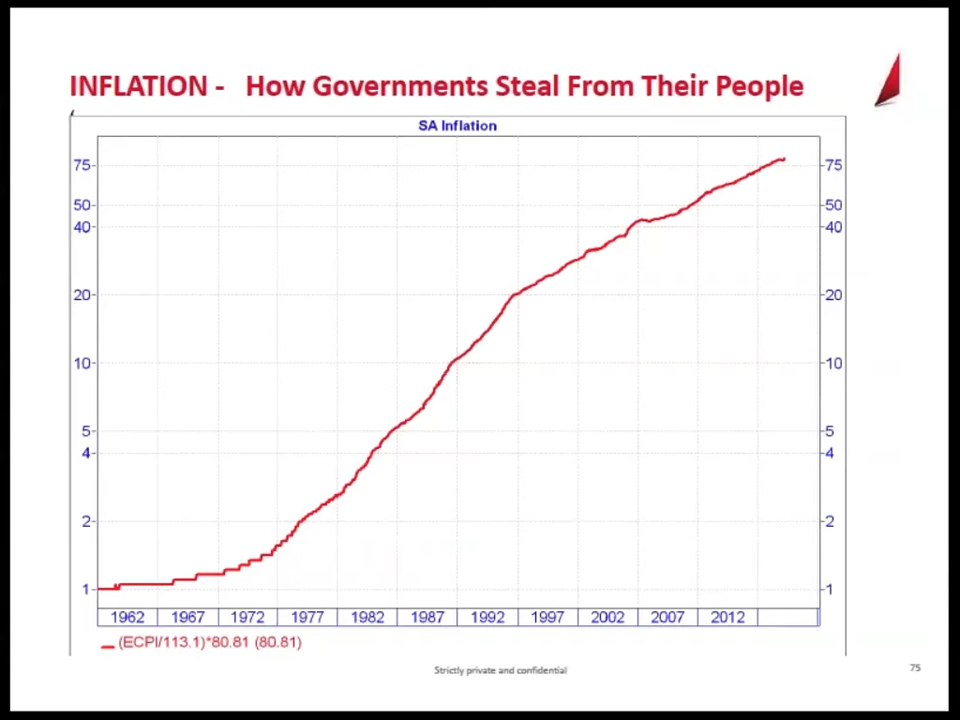 INFLATION - How Governments Steal From Their People
SA Inflation
75 75
50 50
40 40
20 20
10 10
5 5
4 4
2 2
1 1
1962 1967 1972 1977 1982 1987 1992 1997 2002 2007 2012
(ECPI/113.1)*80.81 (80.81)
Strictly private and confidential
75